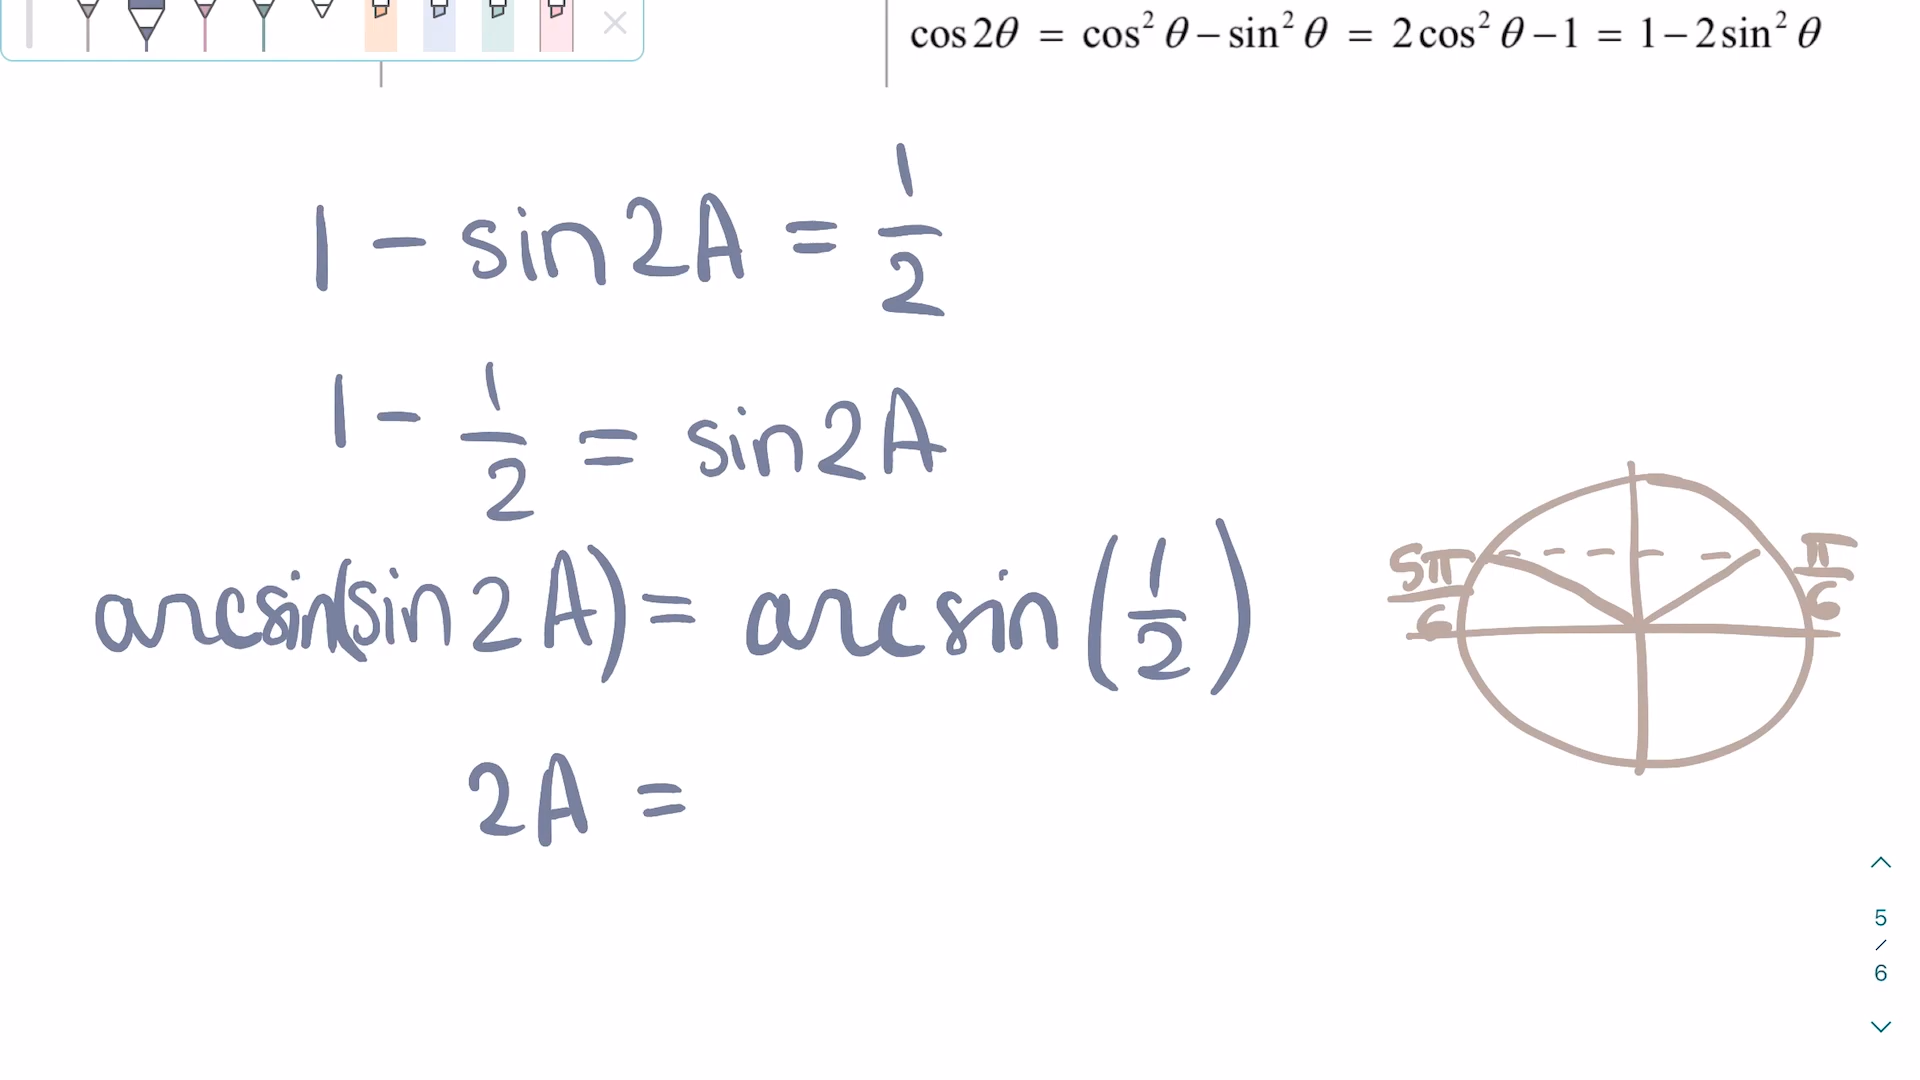 cos 2θ = cos² θ − sin² θ = 2 cos² θ − 1 = 1 − 2 sin² θ
1 − sin 2A = 1/2
1 − 1/2 = sin 2A
arcsin(sin 2A) = arcsin (1/2)
5π/6
π/6
2A =
5
/
6